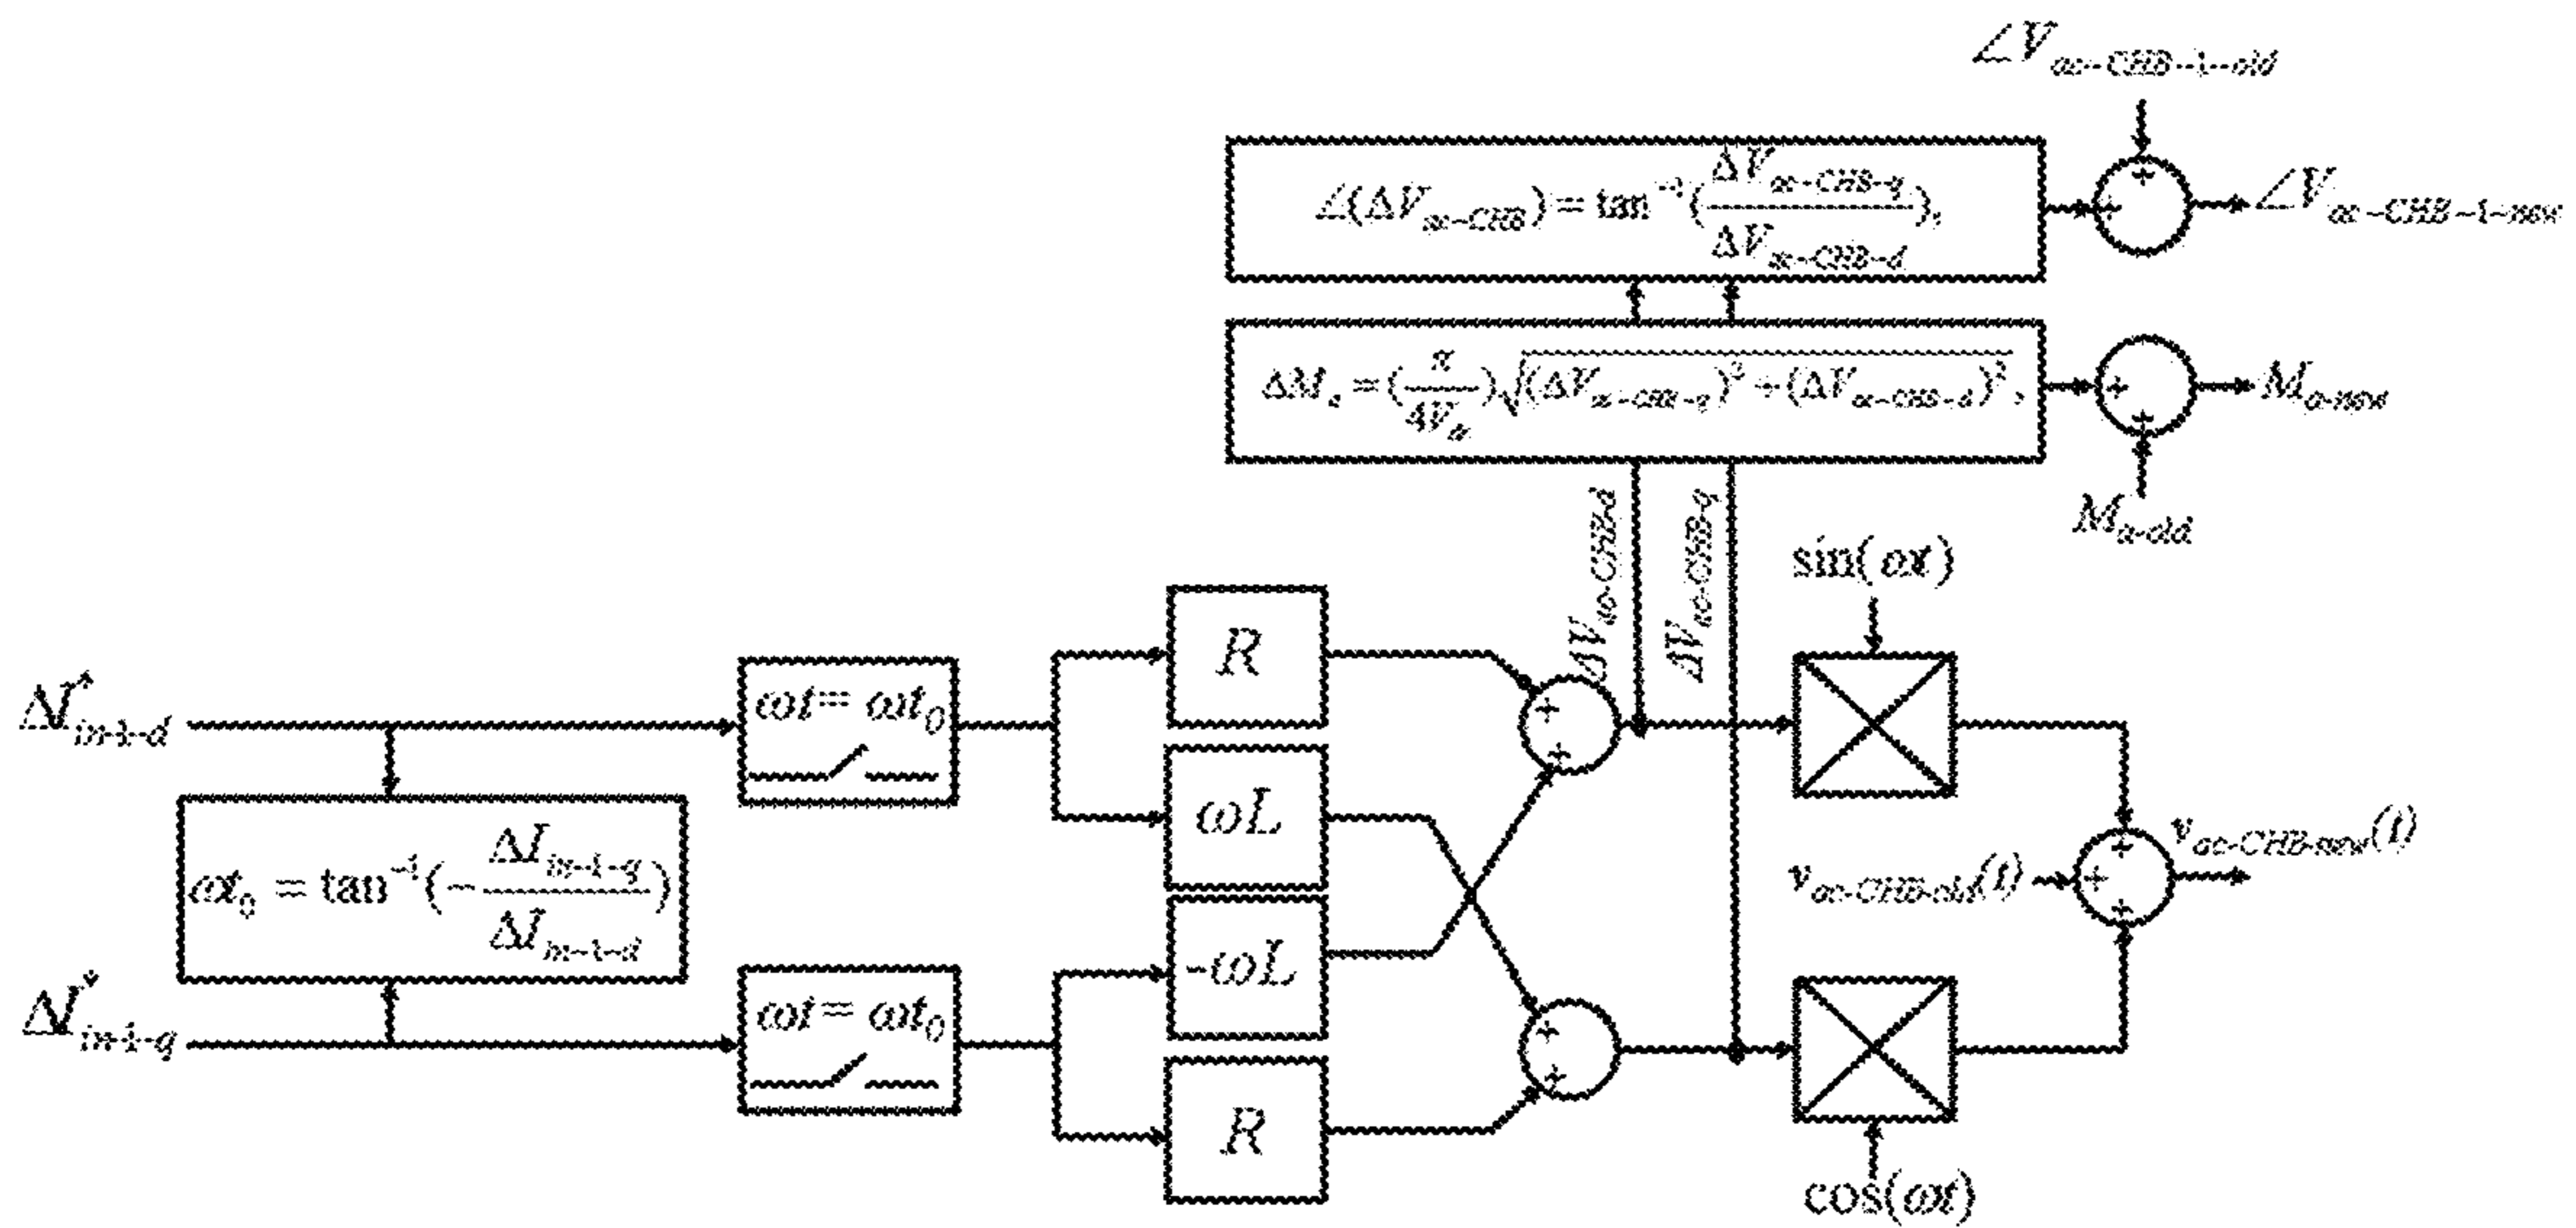 ∠V_ac-CHB-1-old
∠(ΔV_ac-CHB) = tan⁻¹(ΔV_ac-CHB-q / ΔV_ac-CHB-d),
∠V_ac-CHB-1-new
ΔM_a = (π / 4V_dc)√((ΔV_ac-CHB-q)² + (ΔV_ac-CHB-d)²,
M_a-new
M_a-old
ΔV_ac-CHB-d
ΔV_ac-CHB-q
sin(ωt)
R
ΔI*_in-1-d
ωt = ωt₀
ωL
ωt₀ = tan⁻¹(-ΔI_in-1-q / ΔI_in-1-d)
v_ac-CHB-old(t)
v_ac-CHB-new(t)
-ωL
ΔI*_in-1-q
ωt = ωt₀
R
cos(ωt)